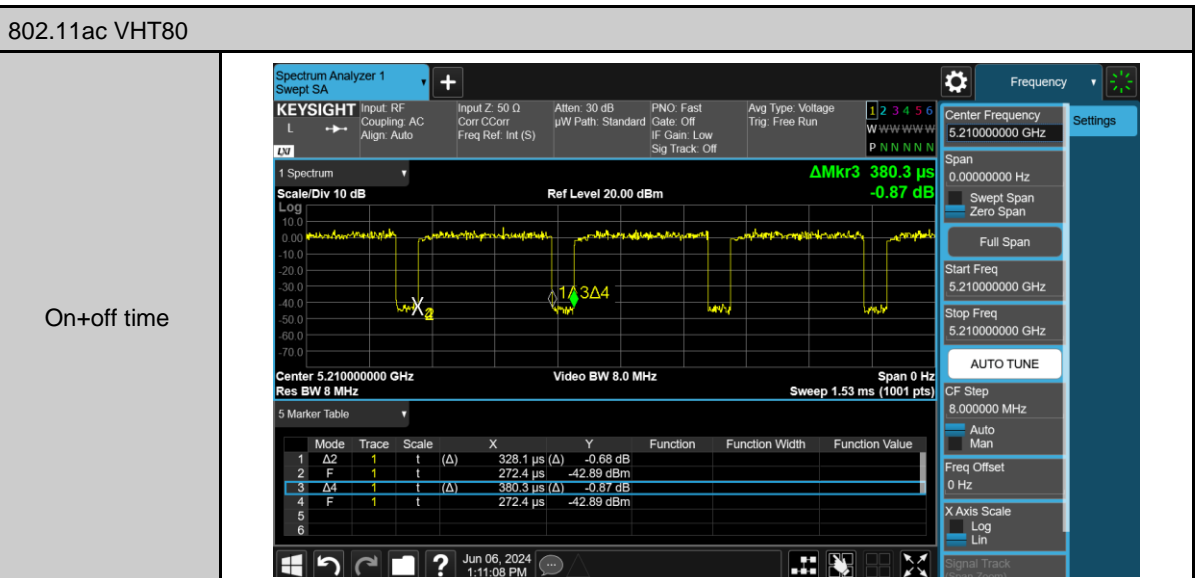 802.11ac VHT80
On+off time
Spectrum Analyzer 1
Swept SA
Frequency
KEYSIGHT Input: RF Input Z: 50 Ω Atten: 30 dB PNO: Fast Avg Type: Voltage 1 2 3 4 5 6
L Coupling: AC Corr CCorr µW Path: Standard Gate: Off Trig: Free Run W W W W W W
Align: Auto Freq Ref: Int (S) IF Gain: Low
LXI Sig Track: Off P N N N N N
1 Spectrum ΔMkr3 380.3 µs
Scale/Div 10 dB Ref Level 20.00 dBm -0.87 dB
Log
10.0
0.00
-10.0
-20.0
-30.0
-40.0
-50.0
-60.0
-70.0
3Δ4
Center 5.210000000 GHz Video BW 8.0 MHz Span 0 Hz
Res BW 8 MHz Sweep 1.53 ms (1001 pts)
5 Marker Table
Mode Trace Scale X Y Function Function Width Function Value
1 Δ2 1 t (Δ) 328.1 µs (Δ) -0.68 dB
2 F 1 t 272.4 µs -42.89 dBm
3 Δ4 1 t (Δ) 380.3 µs (Δ) -0.87 dB
4 F 1 t 272.4 µs -42.89 dBm
5
6
Jun 06, 2024
1:11:08 PM
Center Frequency
5.210000000 GHz
Settings
Span
0.00000000 Hz
Swept Span
Zero Span
Full Span
Start Freq
5.210000000 GHz
Stop Freq
5.210000000 GHz
AUTO TUNE
CF Step
8.000000 MHz
Auto
Man
Freq Offset
0 Hz
X Axis Scale
Log
Lin
Signal Track
(Span Zoom)